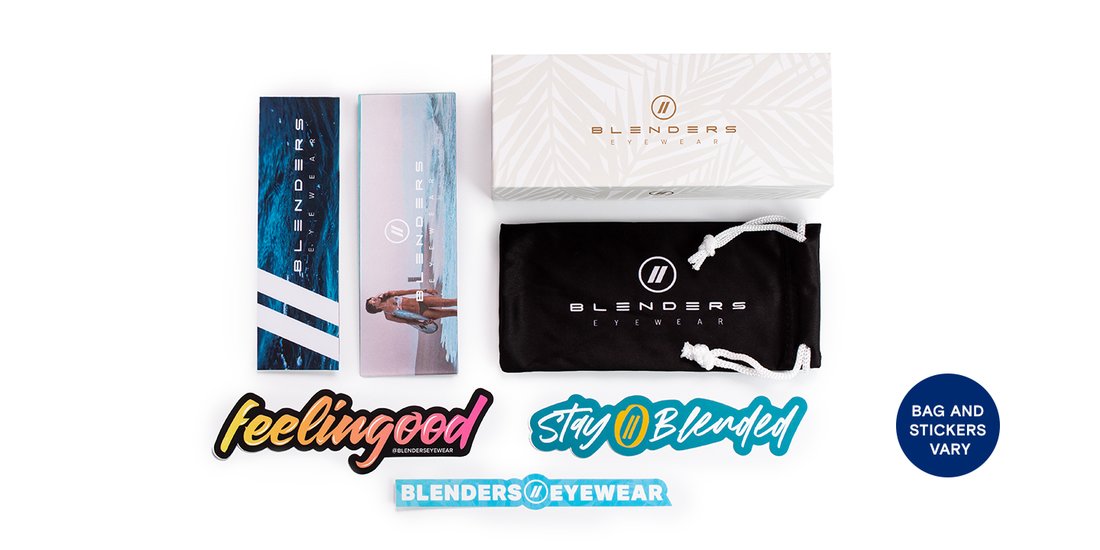 BLENDERS
EYEWEAR
BLENDERS
EYEWEAR
BLENDERS
EYEWEAR
BLENDERS
EYEWEAR
feelingood
@BLENDERSEYEWEAR
Stay Blended
BLENDERS EYEWEAR
BAG AND
STICKERS
VARY